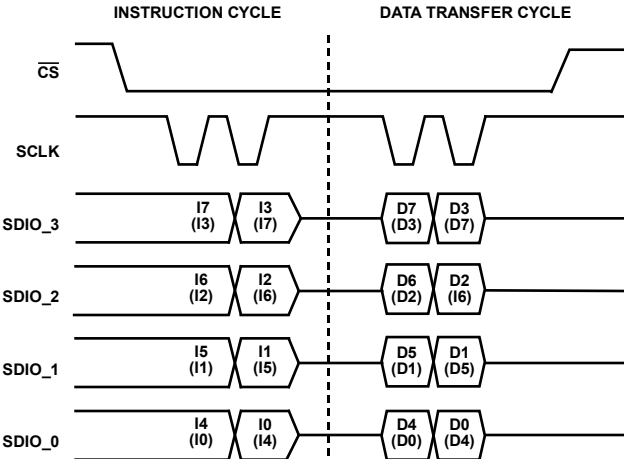 INSTRUCTION CYCLE DATA TRANSFER CYCLE
CS
SCLK
SDIO_3 I7 I3 D7 D3
(I3) (I7) (D3) (D7)
SDIO_2 I6 I2 D6 D2
(I2) (I6) (D2) (I6)
SDIO_1 I5 I1 D5 D1
(I1) (I5) (D1) (D5)
SDIO_0 I4 I0 D4 D0
(I0) (I4) (D0) (D4)